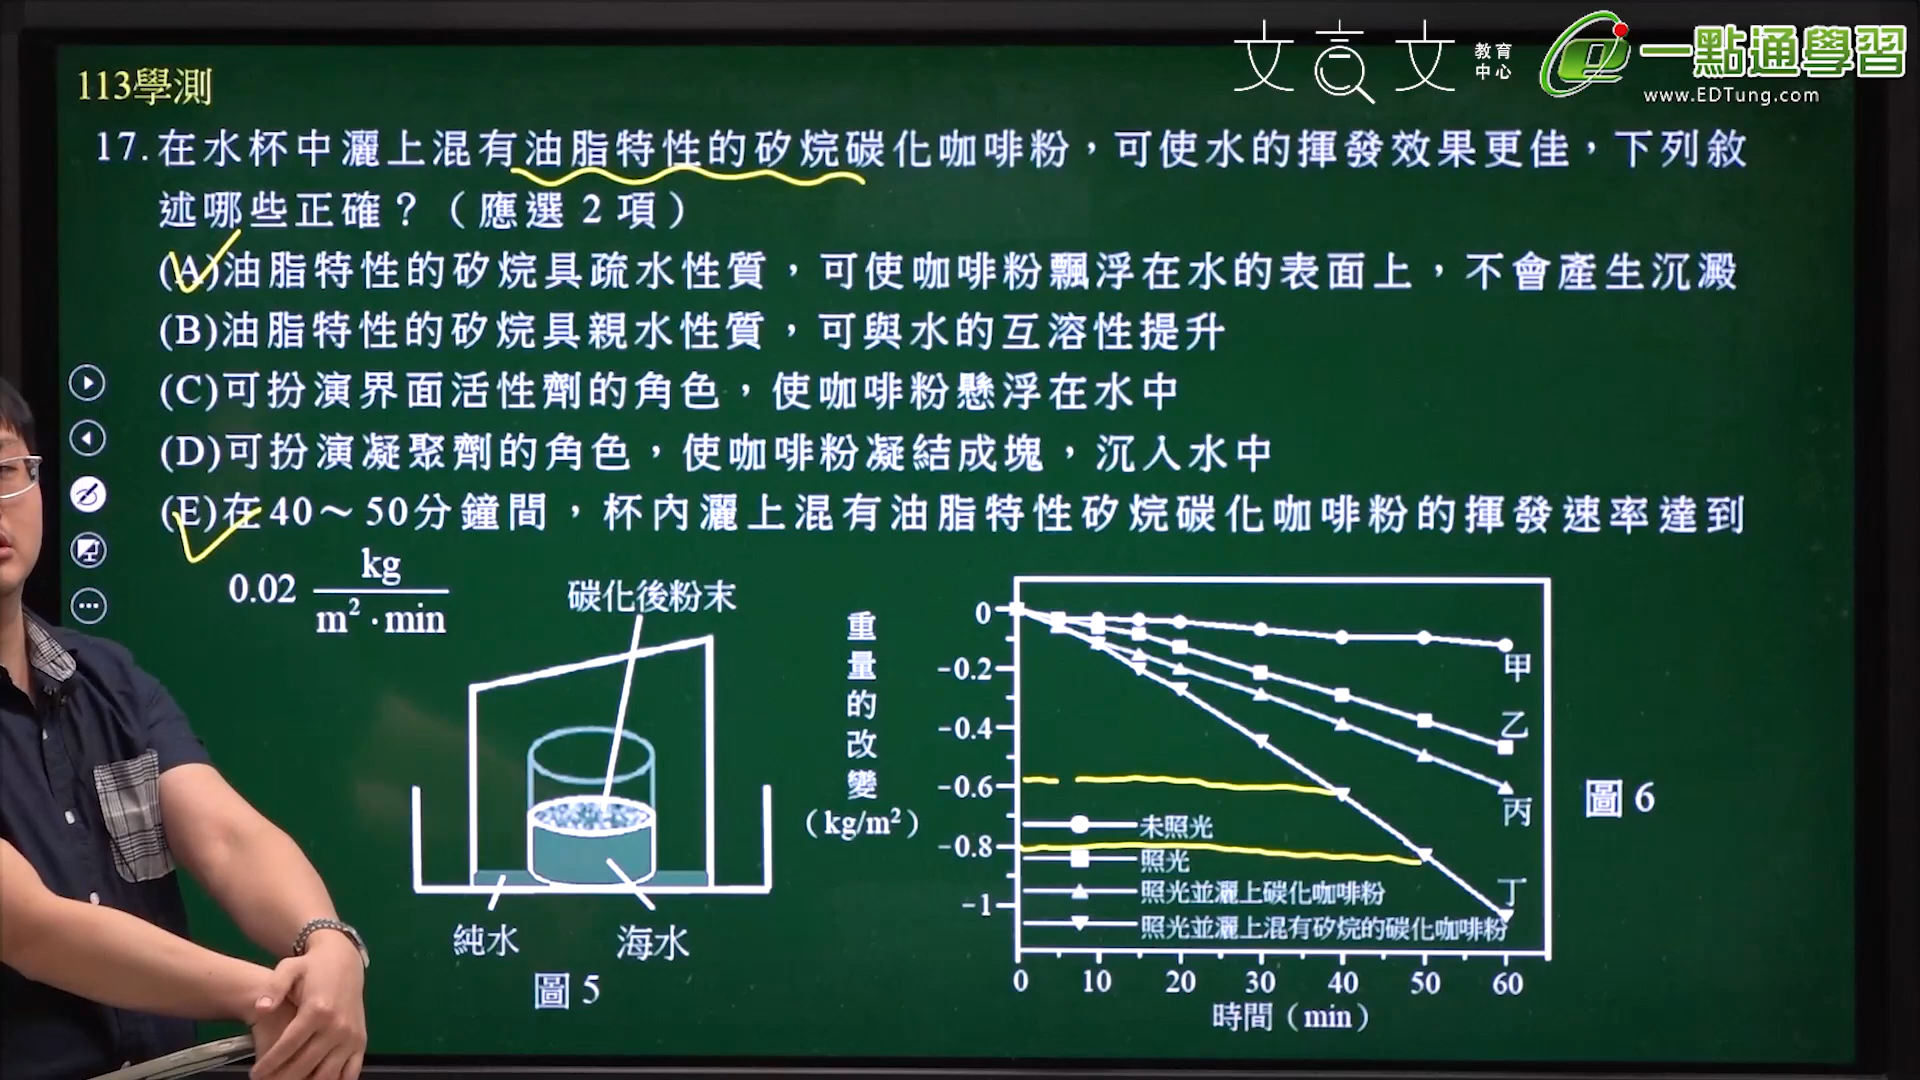 文言文 教育中心
一點通學習
www.EDTung.com
113學測
17.在水杯中灑上混有油脂特性的矽烷碳化咖啡粉，可使水的揮發效果更佳，下列敘
述哪些正確？（應選2項）
(A)油脂特性的矽烷具疏水性質，可使咖啡粉飄浮在水的表面上，不會產生沉澱
(B)油脂特性的矽烷具親水性質，可與水的互溶性提升
(C)可扮演界面活性劑的角色，使咖啡粉懸浮在水中
(D)可扮演凝聚劑的角色，使咖啡粉凝結成塊，沉入水中
(E)在40～50分鐘間，杯內灑上混有油脂特性矽烷碳化咖啡粉的揮發速率達到
0.02 kg/m²·min
碳化後粉末
純水
海水
圖5
重量的改變
（kg/m²）
0
-0.2
-0.4
-0.6
-0.8
-1
甲
乙
丙
丁
未照光
照光
照光並灑上碳化咖啡粉
照光並灑上混有矽烷的碳化咖啡粉
0 10 20 30 40 50 60
時間（min）
圖6